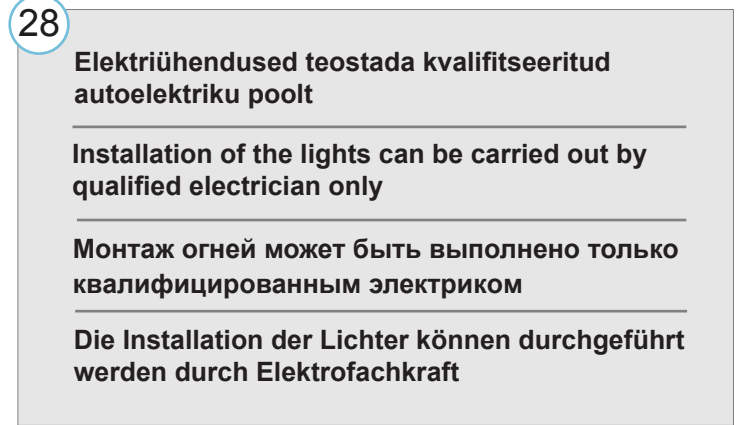 28
Elektriühendused teostada kvalifitseeritud
autoelektriku poolt
Installation of the lights can be carried out by
qualified electrician only
Монтаж огней может быть выполнено только
квалифицированным электриком
Die Installation der Lichter können durchgeführt
werden durch Elektrofachkraft